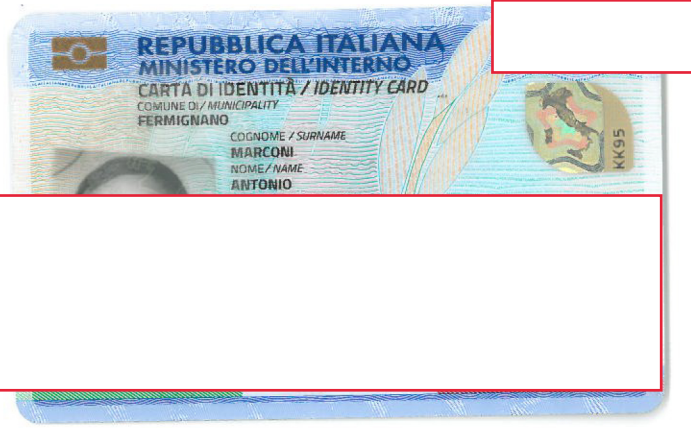 REPUBBLICA ITALIANA
MINISTERO DELL'INTERNO
CARTA DI IDENTITÀ / IDENTITY CARD
COMUNE DI / MUNICIPALITY
FERMIGNANO
COGNOME / SURNAME
MARCONI
NOME / NAME
ANTONIO
KK95